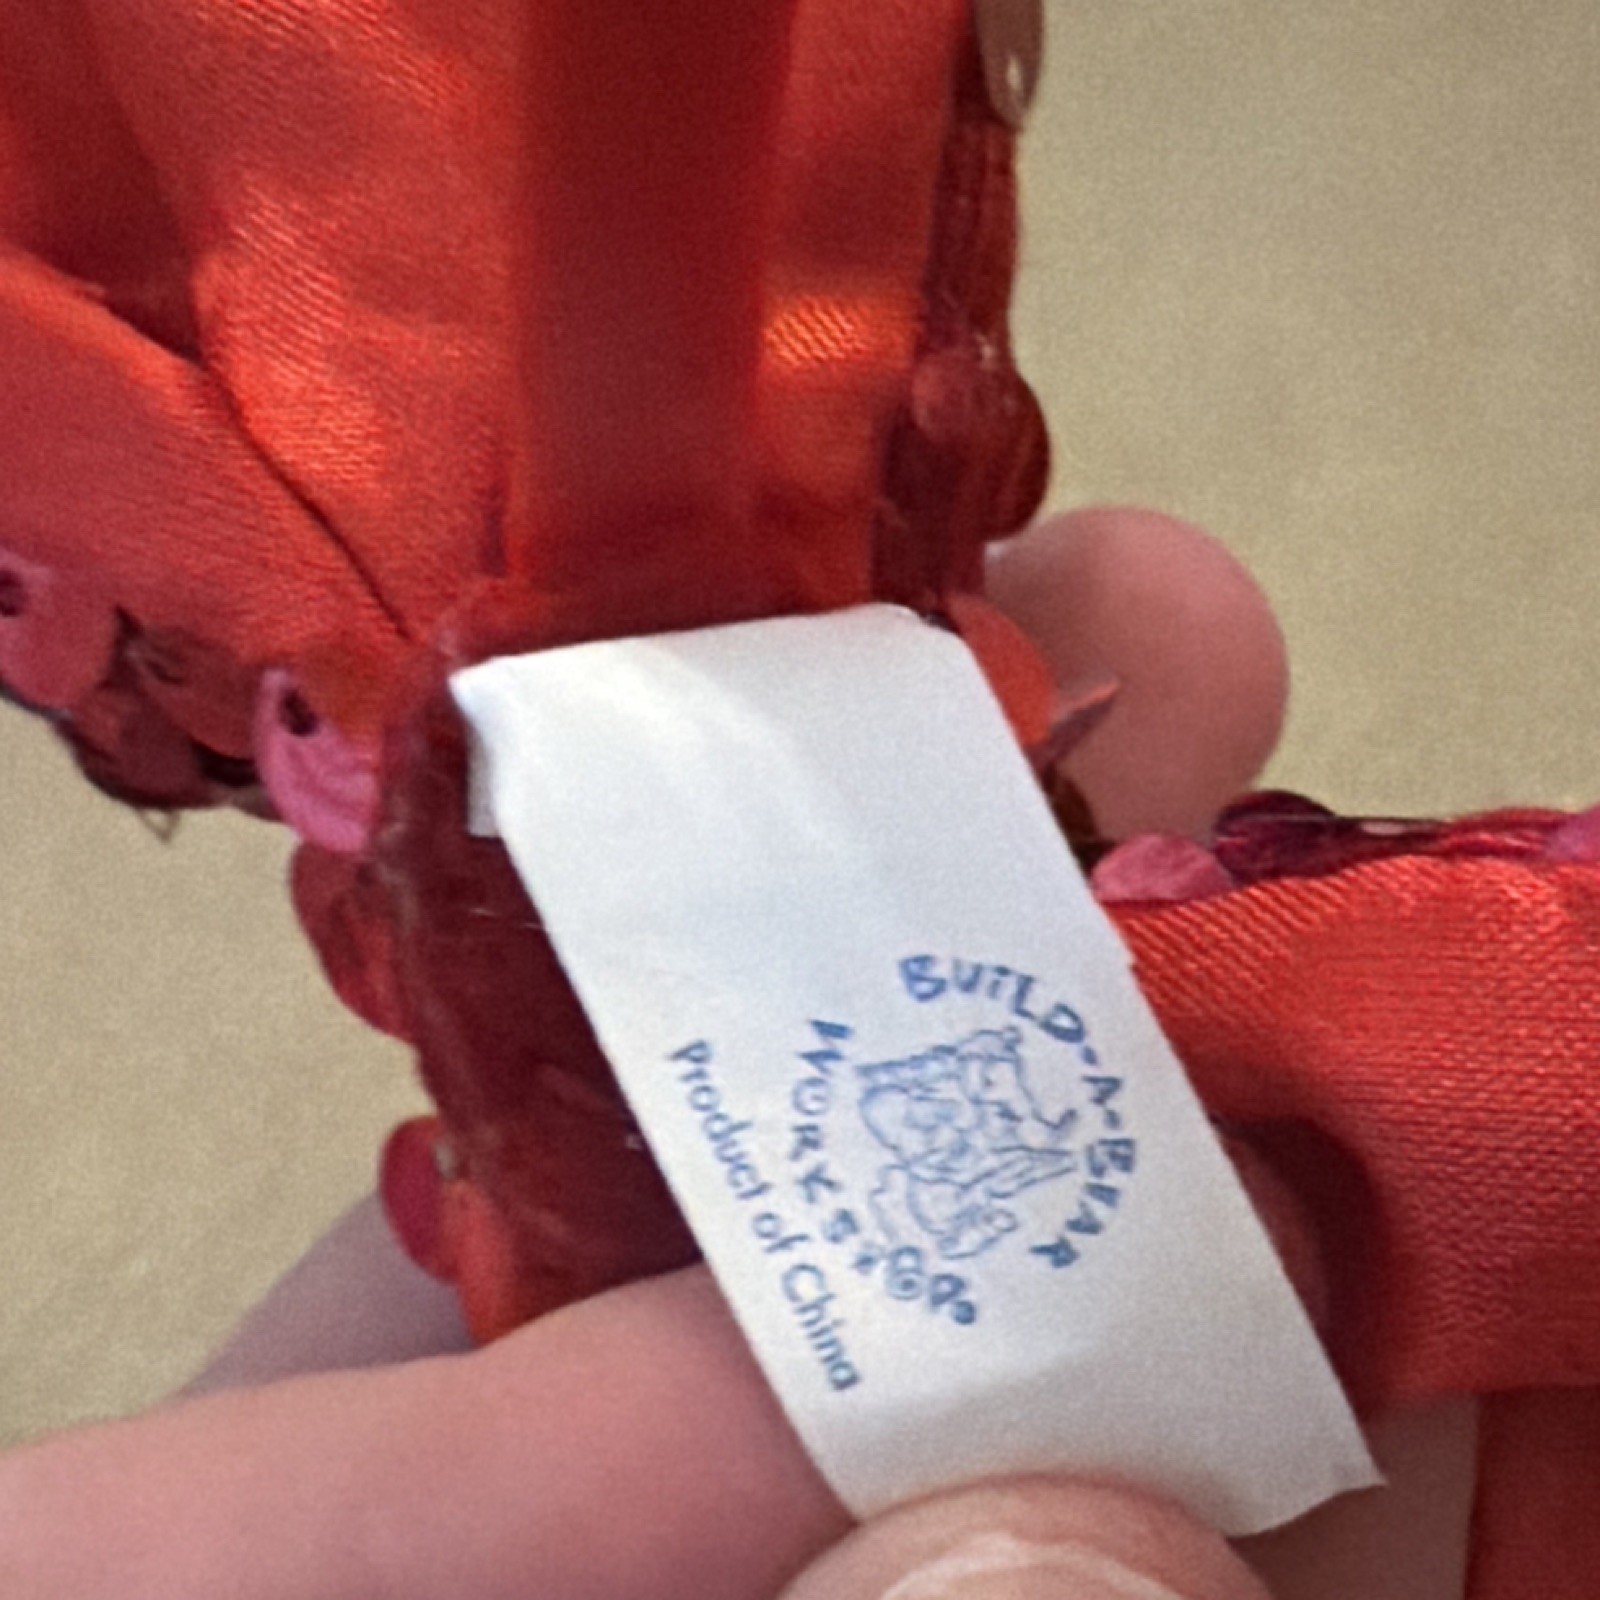 BUiLD-A-BEAR
WORKSHOP
Product of China